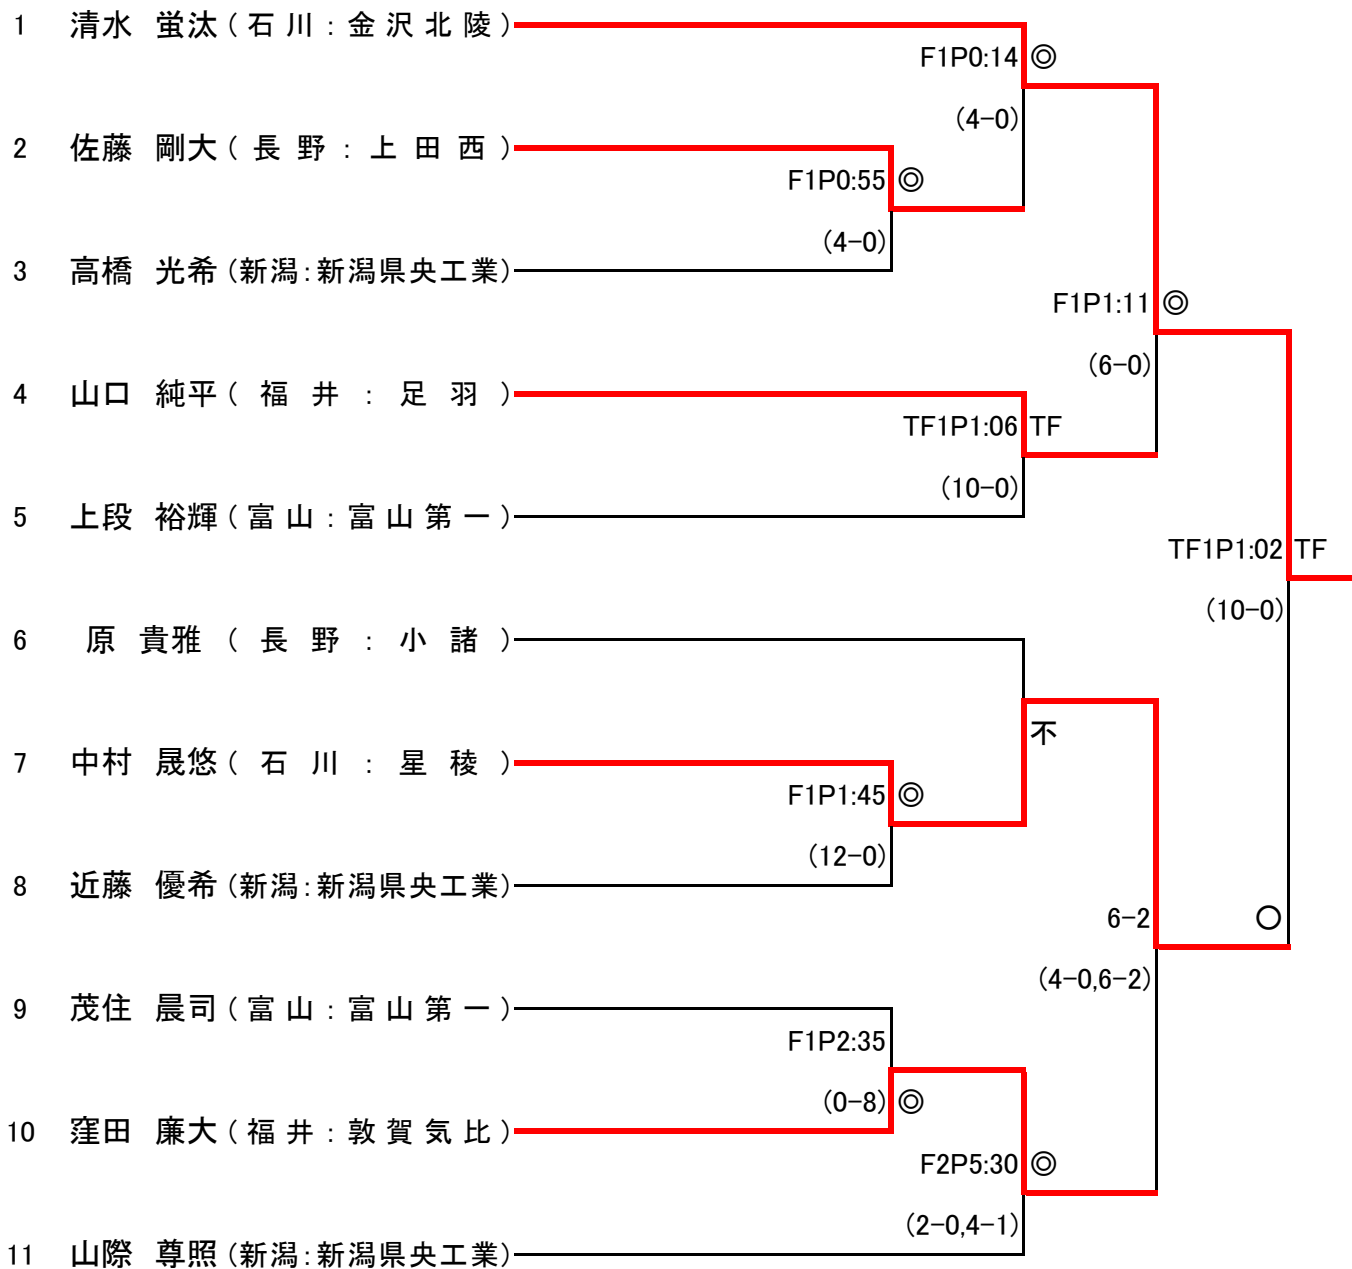 1 清水 蛍汰(石川:金沢北陵)
F1P0:14 ◎
(4-0)
2 佐藤 剛大(長野:上田西)
F1P0:55 ◎
(4-0)
3 高橋 光希(新潟:新潟県央工業)
F1P1:11 ◎
(6-0)
4 山口 純平(福井:足羽)
TF1P1:06 TF
(10-0)
5 上段 裕輝(富山:富山第一)
TF1P1:02 TF
(10-0)
6 原 貴雅(長野:小諸)
不
7 中村 晟悠(石川:星稜)
F1P1:45 ◎
(12-0)
8 近藤 優希(新潟:新潟県央工業)
6-2 ○
(4-0,6-2)
9 茂住 晨司(富山:富山第一)
F1P2:35
(0-8) ◎
10 窪田 廉大(福井:敦賀気比)
F2P5:30 ◎
(2-0,4-1)
11 山際 尊照(新潟:新潟県央工業)